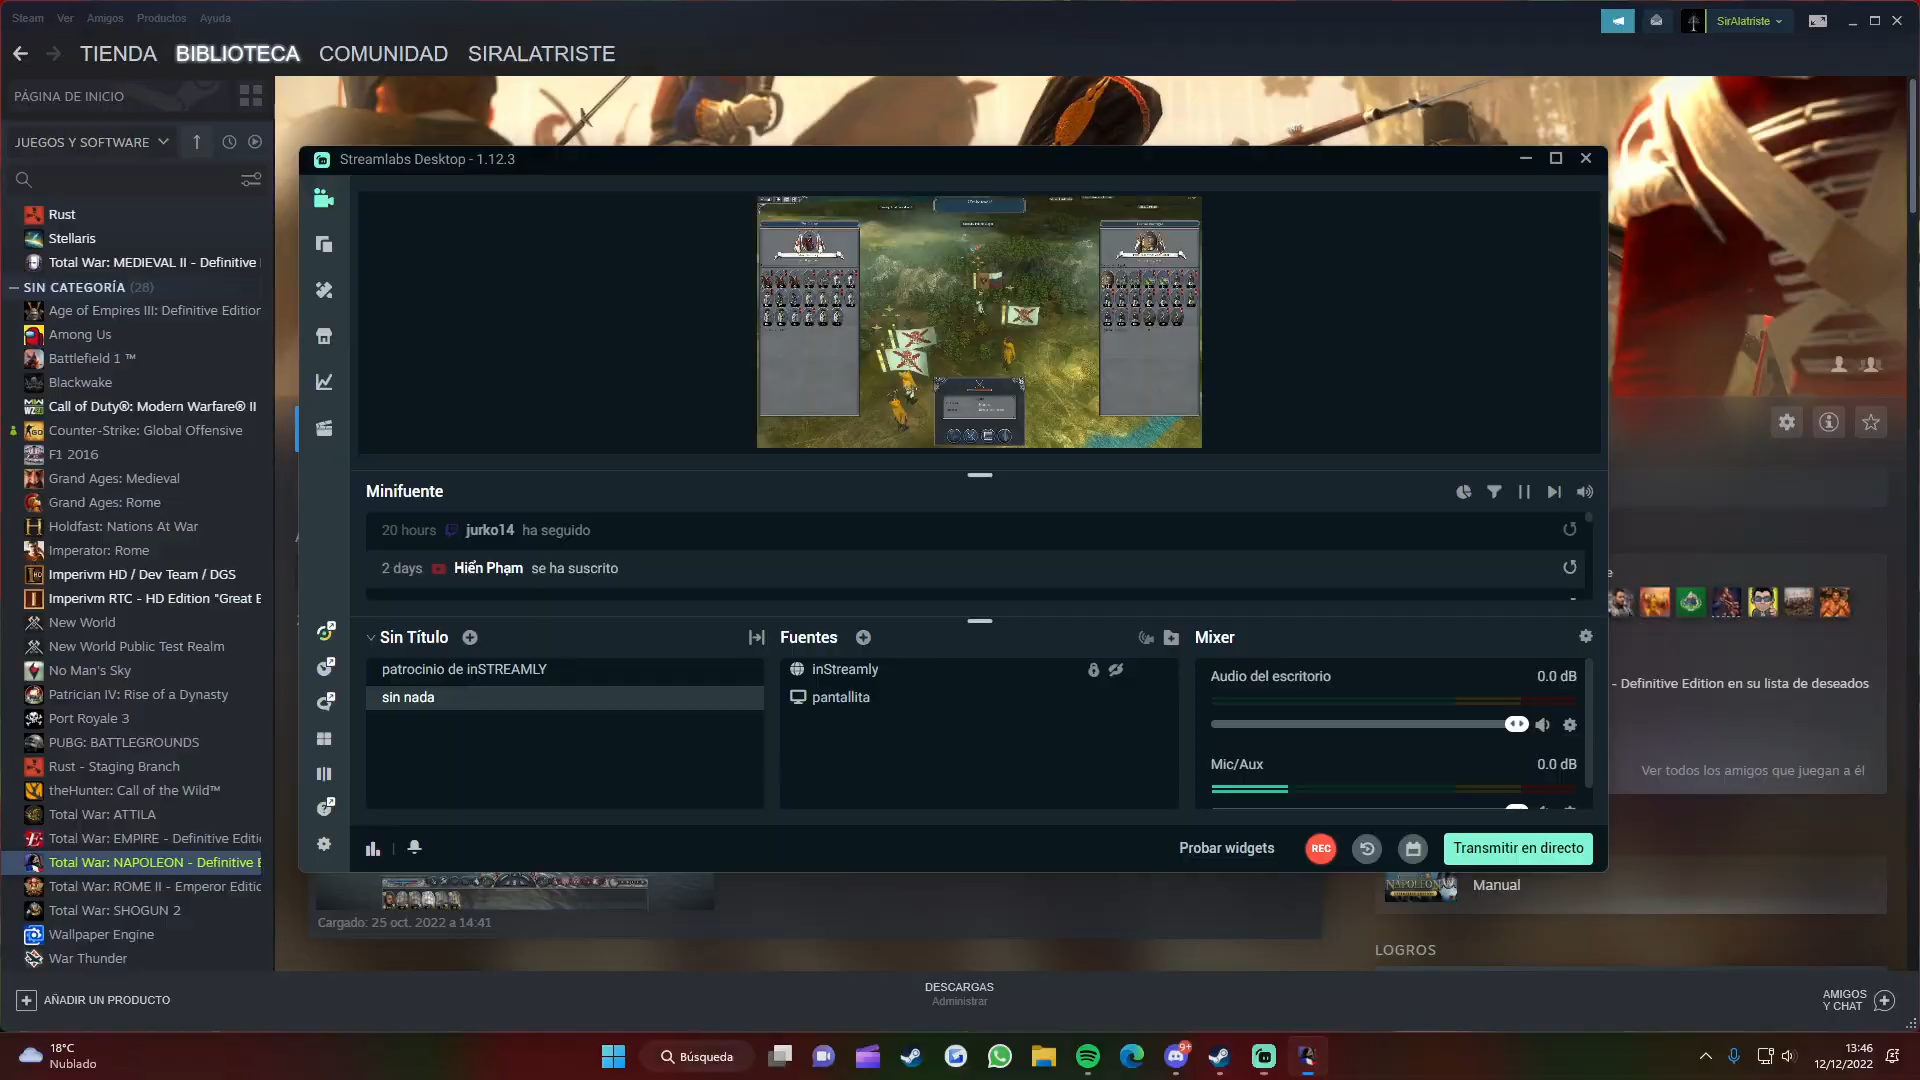 Steam Ver Amigos Productos Ayuda
SirAlatriste
TIENDA BIBLIOTECA COMUNIDAD SIRALATRISTE
PÁGINA DE INICIO
JUEGOS Y SOFTWARE
Rust
Stellaris
Total War: MEDIEVAL II - Definitive
SIN CATEGORÍA (28)
Age of Empires III: Definitive Edition
Among Us
Battlefield 1 ™
Blackwake
Call of Duty®: Modern Warfare® II
Counter-Strike: Global Offensive
F1 2016
Grand Ages: Medieval
Grand Ages: Rome
Holdfast: Nations At War
Imperator: Rome
Imperivm HD / Dev Team / DGS
Imperivm RTC - HD Edition "Great B
New World
New World Public Test Realm
No Man's Sky
Patrician IV: Rise of a Dynasty
Port Royale 3
PUBG: BATTLEGROUNDS
Rust - Staging Branch
theHunter: Call of the Wild™
Total War: ATTILA
Total War: EMPIRE - Definitive Editi
Total War: NAPOLEON - Definitive E
Total War: ROME II - Emperor Editic
Total War: SHOGUN 2
Wallpaper Engine
War Thunder
AÑADIR UN PRODUCTO
Streamlabs Desktop - 1.12.3
Minifuente
20 hours jurko14 ha seguido
2 days Hiển Phạm se ha suscrito
Sin Título
patrocinio de inSTREAMLY
sin nada
Fuentes
inStreamly
pantallita
Mixer
Audio del escritorio 0.0 dB
Mic/Aux 0.0 dB
Probar widgets REC Transmitir en directo
e
- Definitive Edition en su lista de deseados
Ver todos los amigos que juegan a él
NAPOLEON
Manual
Cargado: 25 oct. 2022 a 14:41
LOGROS
DESCARGAS
Administrar
AMIGOS
Y CHAT
18°C
Nublado
Búsqueda
9+
13:46
12/12/2022